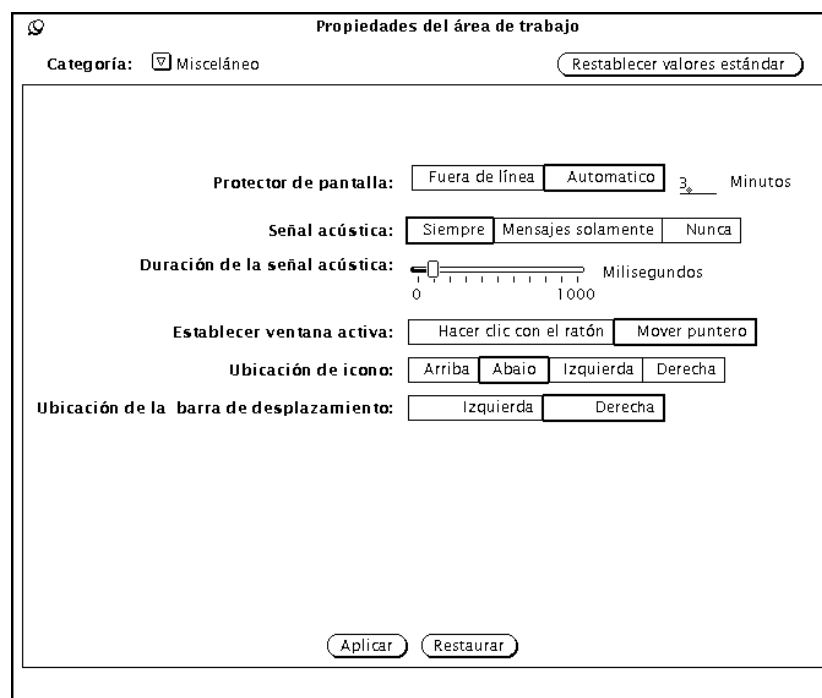 Propiedades del área de trabajo
Categoría: Misceláneo Restablecer valores estándar
Protector de pantalla: Fuera de línea Automatico 3 Minutos
Señal acústica: Siempre Mensajes solamente Nunca
Duración de la señal acústica: Milisegundos
0 1000
Establecer ventana activa: Hacer clic con el ratón Mover puntero
Ubicación de icono: Arriba Abaio Izquierda Derecha
Ubicación de la barra de desplazamiento: Izquierda Derecha
Aplicar Restaurar